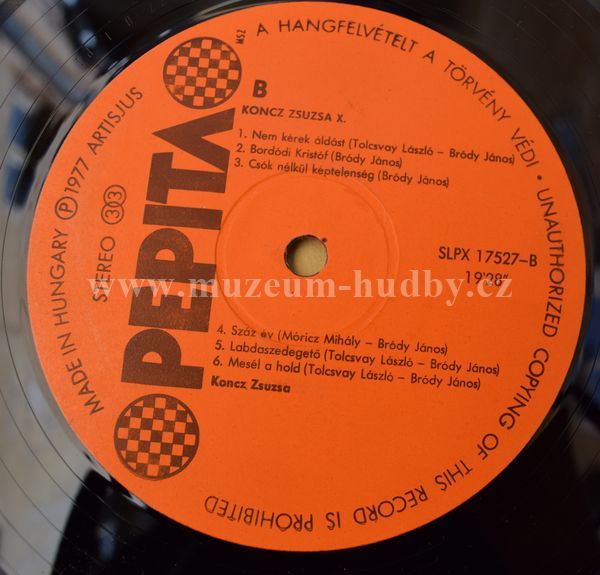 A HANGFELVÉTELT A TÖRVÉNY VÉDI • UNAUTHORIZED COPYING OF THIS RECORD IS PROHIBITED
MADE IN HUNGARY Ⓟ 1977 ARTISJUS
STEREO 33
PEPITA
MSZ
B
KONCZ ZSUZSA X.
1. Nem kérek áldást (Tolcsvay László – Bródy János)
2. Bordódi Kristóf (Bródy János)
3. Csók nélkül képtelenség (Bródy János)
SLPX 17527–B
19'28"
www.muzeum-hudby.cz
4. Száz év (Móricz Mihály – Bródy János)
5. Labdaszedegető (Tolcsvay László – Bródy János)
6. Mesél a hold (Tolcsvay László – Bródy János)
Koncz Zsuzsa